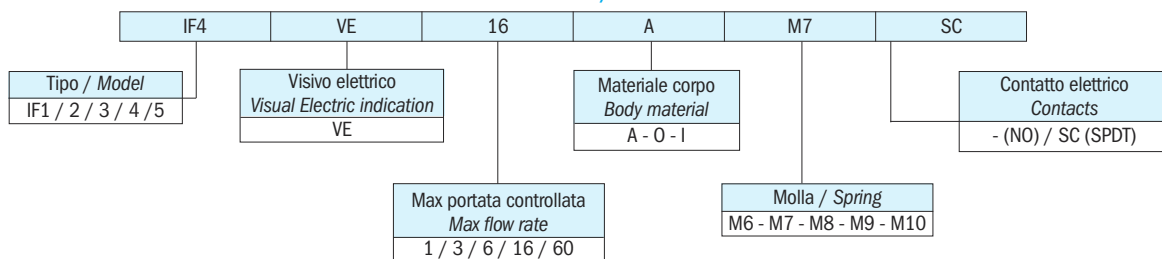 IF4 VE 16 A M7 SC
Tipo / Model
IF1 / 2 / 3 / 4 /5
Visivo elettrico
Visual Electric indication
VE
Materiale corpo
Body material
A - O - I
Contatto elettrico
Contacts
- (NO) / SC (SPDT)
Max portata controllata
Max flow rate
1 / 3 / 6 / 16 / 60
Molla / Spring
M6 - M7 - M8 - M9 - M10